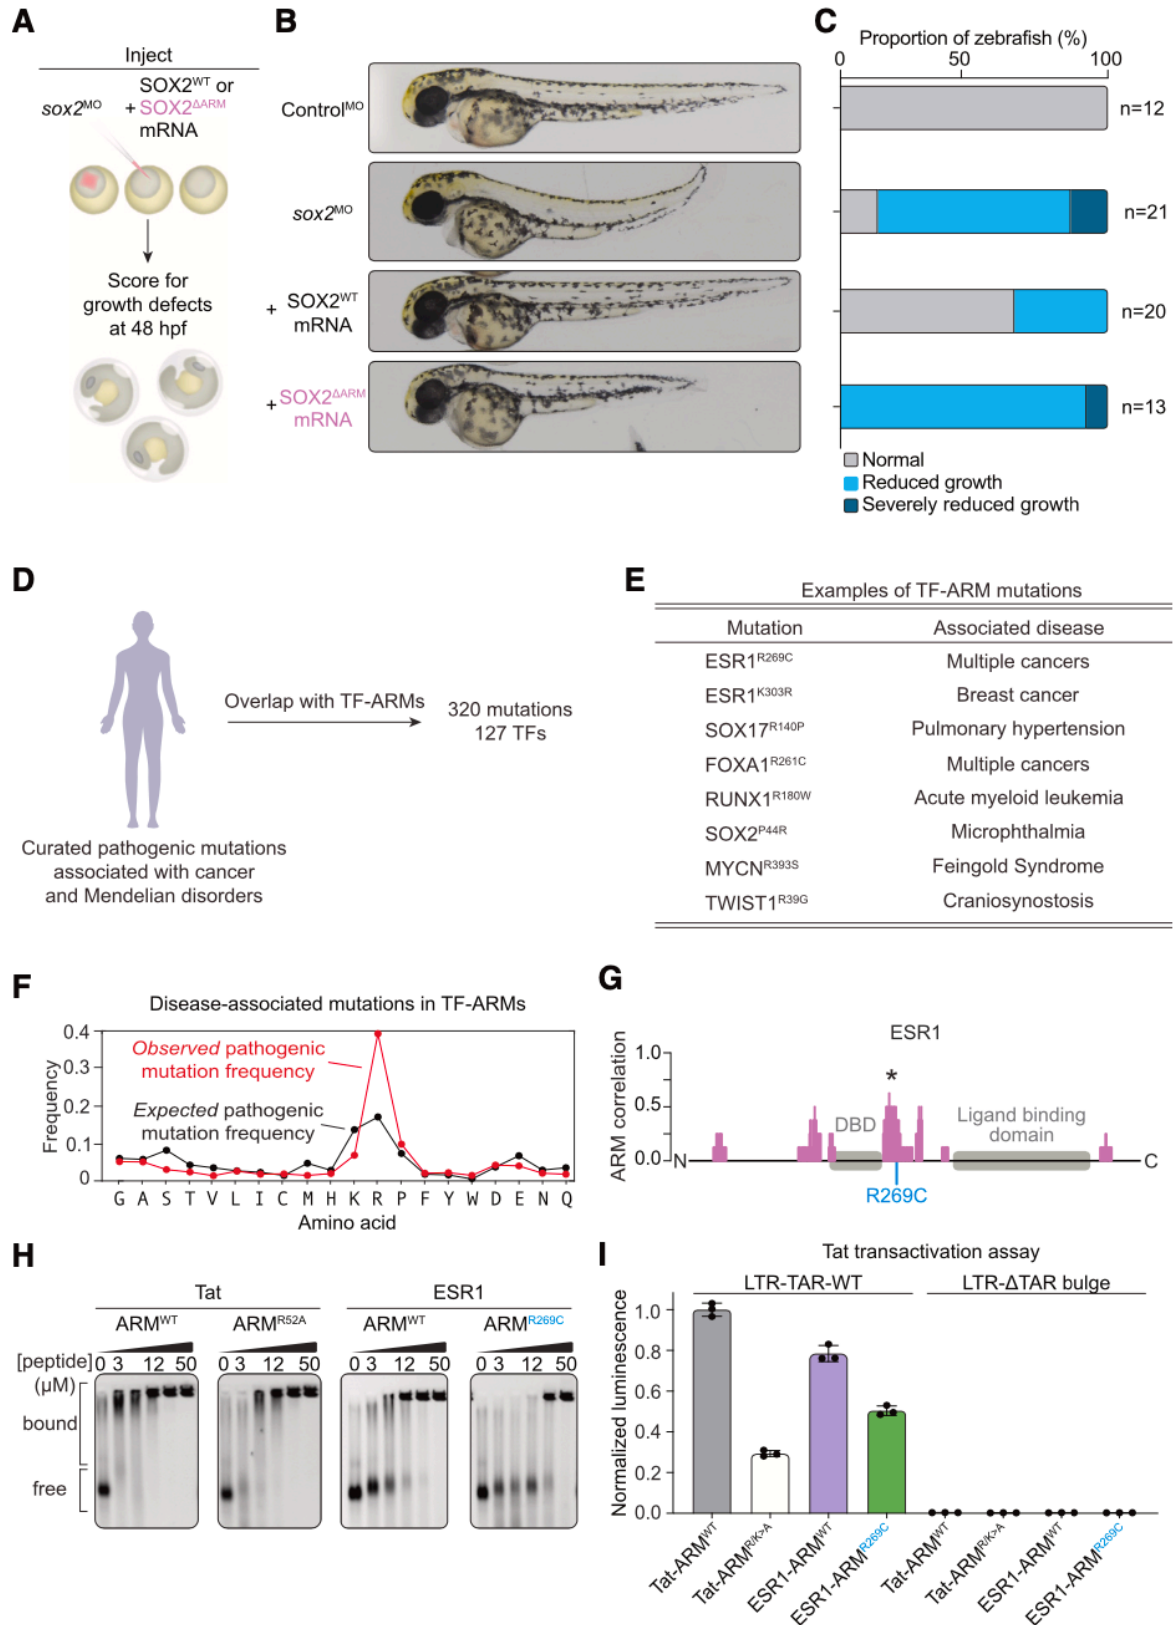 A
Inject
SOX2WT or
sox2MO + SOX2ΔARM
mRNA
Score for
growth defects
at 48 hpf
B
ControlMO
sox2MO
+ SOX2WT
mRNA
+ SOX2ΔARM
mRNA
C
Proportion of zebrafish (%)
0 50 100
n=12
n=21
n=20
n=13
Normal
Reduced growth
Severely reduced growth
D
Overlap with TF-ARMs
320 mutations
127 TFs
Curated pathogenic mutations
associated with cancer
and Mendelian disorders
E
Examples of TF-ARM mutations
Mutation Associated disease
ESR1R269C Multiple cancers
ESR1K303R Breast cancer
SOX17R140P Pulmonary hypertension
FOXA1R261C Multiple cancers
RUNX1R180W Acute myeloid leukemia
SOX2P44R Microphthalmia
MYCNR393S Feingold Syndrome
TWIST1R39G Craniosynostosis
F
Disease-associated mutations in TF-ARMs
Frequency
0.4
0.3
0.2
0.1
0
Observed pathogenic
mutation frequency
Expected pathogenic
mutation frequency
G A S T V L I C M H K R P F Y W D E N Q
Amino acid
G
ESR1
ARM correlation
1.0
0.5
0.0
*
DBD
Ligand binding
domain
N
C
R269C
H
Tat ESR1
ARMWT ARMR52A ARMWT ARMR269C
[peptide] 0 3 12 50 0 3 12 50 0 3 12 50 0 3 12 50
(μM)
bound
free
I
Tat transactivation assay
LTR-TAR-WT LTR-ΔTAR bulge
Normalized luminescence
1.0
0.8
0.6
0.4
0.2
0.0
Tat-ARMWT
Tat-ARMR/K>A
ESR1-ARMWT
ESR1-ARMR269C
Tat-ARMWT
Tat-ARMR/K>A
ESR1-ARMWT
ESR1-ARMR269C